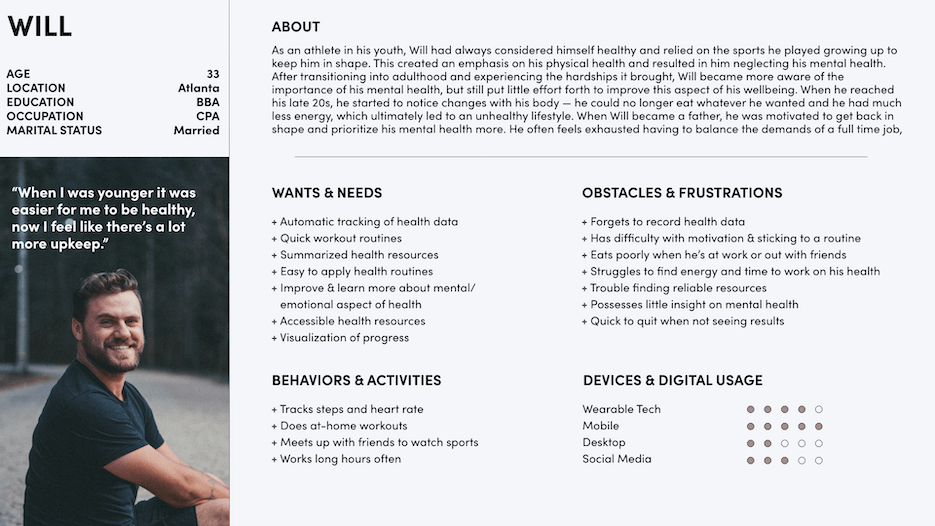 WILL
AGE 33
LOCATION Atlanta
EDUCATION BBA
OCCUPATION CPA
MARITAL STATUS Married
“When I was younger it was
easier for me to be healthy,
now I feel like there’s a lot
more upkeep.”
ABOUT
As an athlete in his youth, Will had always considered himself healthy and relied on the sports he played growing up to
keep him in shape. This created an emphasis on his physical health and resulted in him neglecting his mental health.
After transitioning into adulthood and experiencing the hardships it brought, Will became more aware of the
importance of his mental health, but still put little effort forth to improve this aspect of his wellbeing. When he reached
his late 20s, he started to notice changes with his body — he could no longer eat whatever he wanted and he had much
less energy, which ultimately led to an unhealthy lifestyle. When Will became a father, he was motivated to get back in
shape and prioritize his mental health more. He often feels exhausted having to balance the demands of a full time job,
WANTS & NEEDS
+ Automatic tracking of health data
+ Quick workout routines
+ Summarized health resources
+ Easy to apply health routines
+ Improve & learn more about mental/
emotional aspect of health
+ Accessible health resources
+ Visualization of progress
OBSTACLES & FRUSTRATIONS
+ Forgets to record health data
+ Has difficulty with motivation & sticking to a routine
+ Eats poorly when he’s at work or out with friends
+ Struggles to find energy and time to work on his health
+ Trouble finding reliable resources
+ Possesses little insight on mental health
+ Quick to quit when not seeing results
BEHAVIORS & ACTIVITIES
+ Tracks steps and heart rate
+ Does at-home workouts
+ Meets up with friends to watch sports
+ Works long hours often
DEVICES & DIGITAL USAGE
Wearable Tech
Mobile
Desktop
Social Media